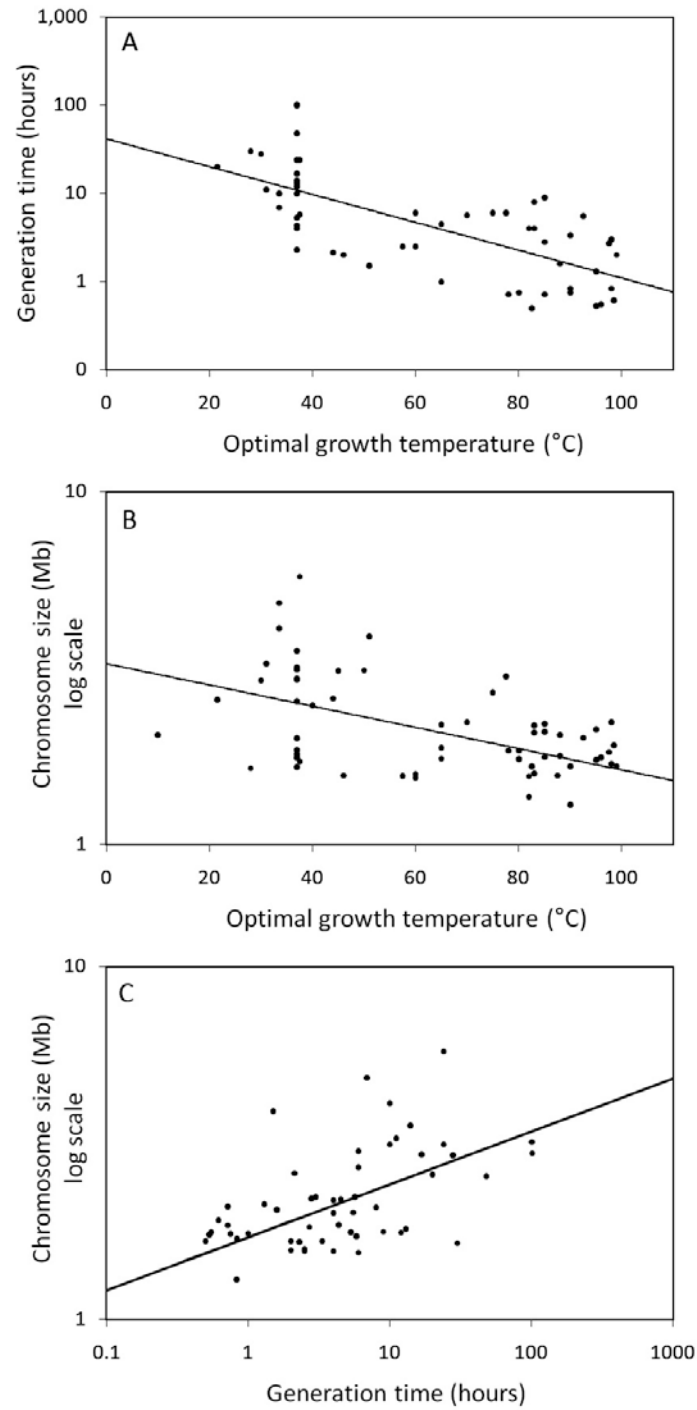 1,000
A
100
Generation time (hours)
10
1
0
0 20 40 60 80 100
Optimal growth temperature (°C)
10
B
Chromosome size (Mb)
log scale
1
0 20 40 60 80 100
Optimal growth temperature (°C)
10
C
Chromosome size (Mb)
log scale
1
0.1 1 10 100 1000
Generation time (hours)